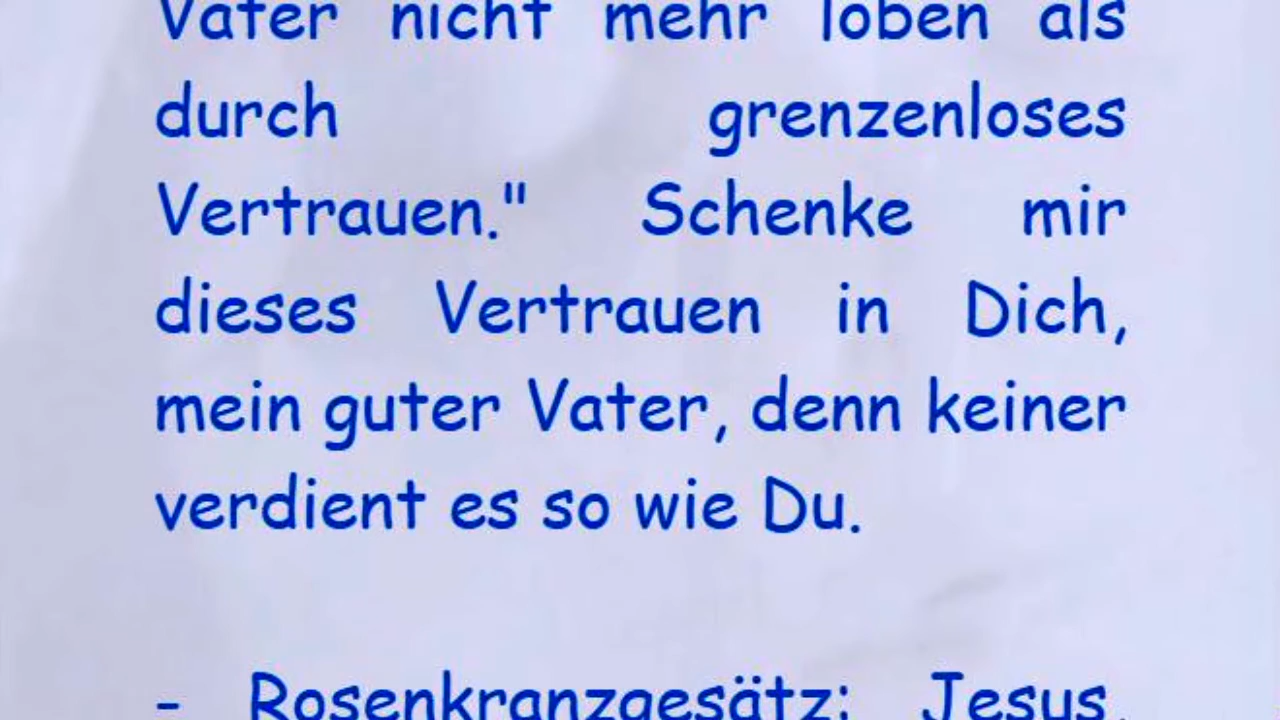 Vater nicht mehr loben als
durch grenzenloses
Vertrauen." Schenke mir
dieses Vertrauen in Dich,
mein guter Vater, denn keiner
verdient es so wie Du.
- Rosenkranzgesätz: Jesus,